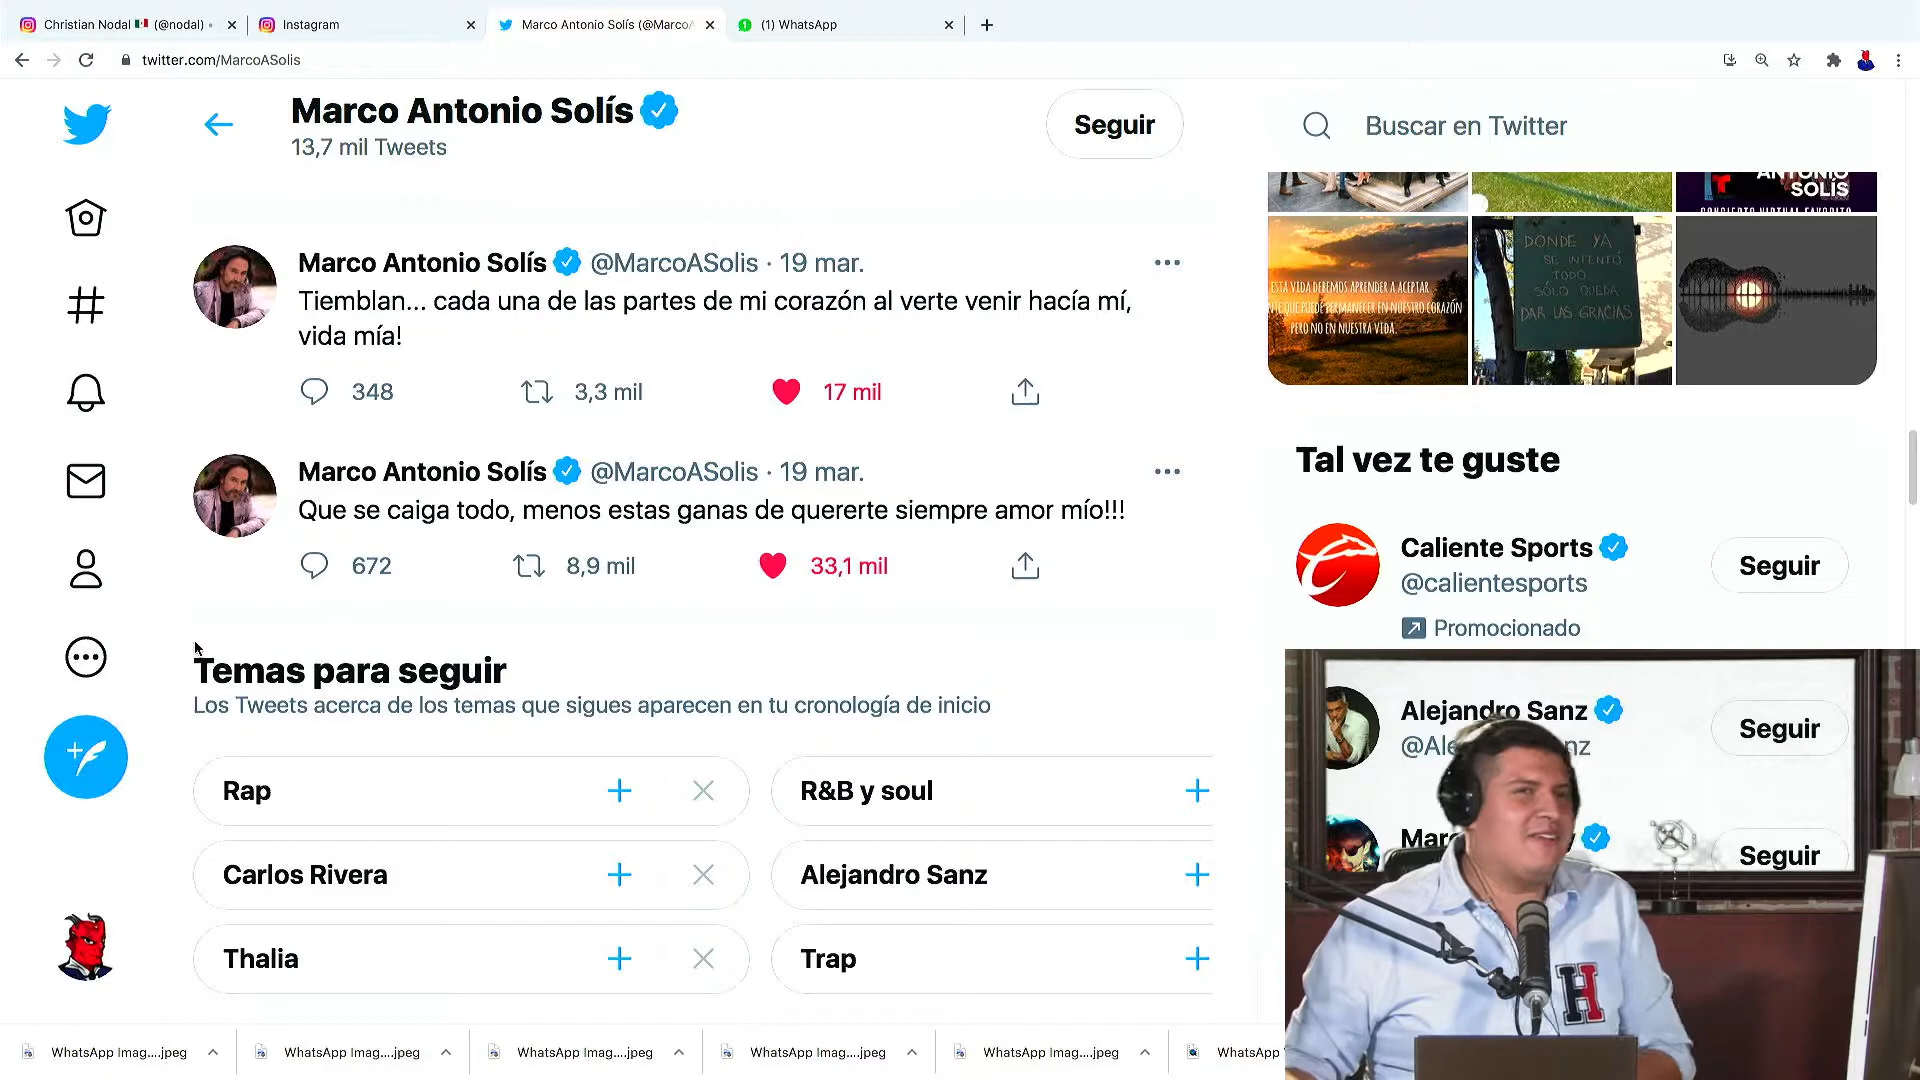 Christian Nodal 🇲🇽 (@nodal) •
Instagram
Marco Antonio Solís (@MarcoA
(1) WhatsApp
twitter.com/MarcoASolis
Marco Antonio Solís
13,7 mil Tweets
Seguir
Buscar en Twitter
ANTONIO
SOLÍS
CONCIERTO VIRTUAL FAVORITO
ESTA VIDA DEBEMOS APRENDER A ACEPTAR
QUE PUEDE PERMANECER EN NUESTRO CORAZÓN
PERO NO EN NUESTRA VIDA.
DONDE YA
SE INTENTÓ
TODO
SÓLO QUEDA
DAR LAS GRACIAS
Marco Antonio Solís @MarcoASolis · 19 mar.
Tiemblan... cada una de las partes de mi corazón al verte venir hacía mí,
vida mía!
348 3,3 mil 17 mil
Marco Antonio Solís @MarcoASolis · 19 mar.
Que se caiga todo, menos estas ganas de quererte siempre amor mío!!!
672 8,9 mil 33,1 mil
Temas para seguir
Los Tweets acerca de los temas que sigues aparecen en tu cronología de inicio
Rap
R&B y soul
Carlos Rivera
Alejandro Sanz
Thalia
Trap
Tal vez te guste
Caliente Sports
@calientesports
Seguir
Promocionado
Alejandro Sanz
@Ale nz
Seguir
Marc
Seguir
H
WhatsApp Imag....jpeg
WhatsApp Imag....jpeg
WhatsApp Imag....jpeg
WhatsApp Imag....jpeg
WhatsApp Imag....jpeg
WhatsApp